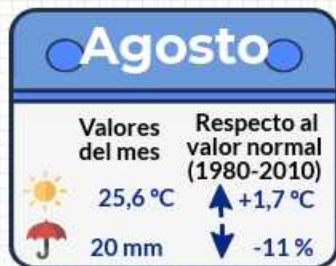 Agosto
Valores
del mes
Respecto al
valor normal
(1980-2010)
25,6 ºC
+1,7 ºC
20 mm
-11 %